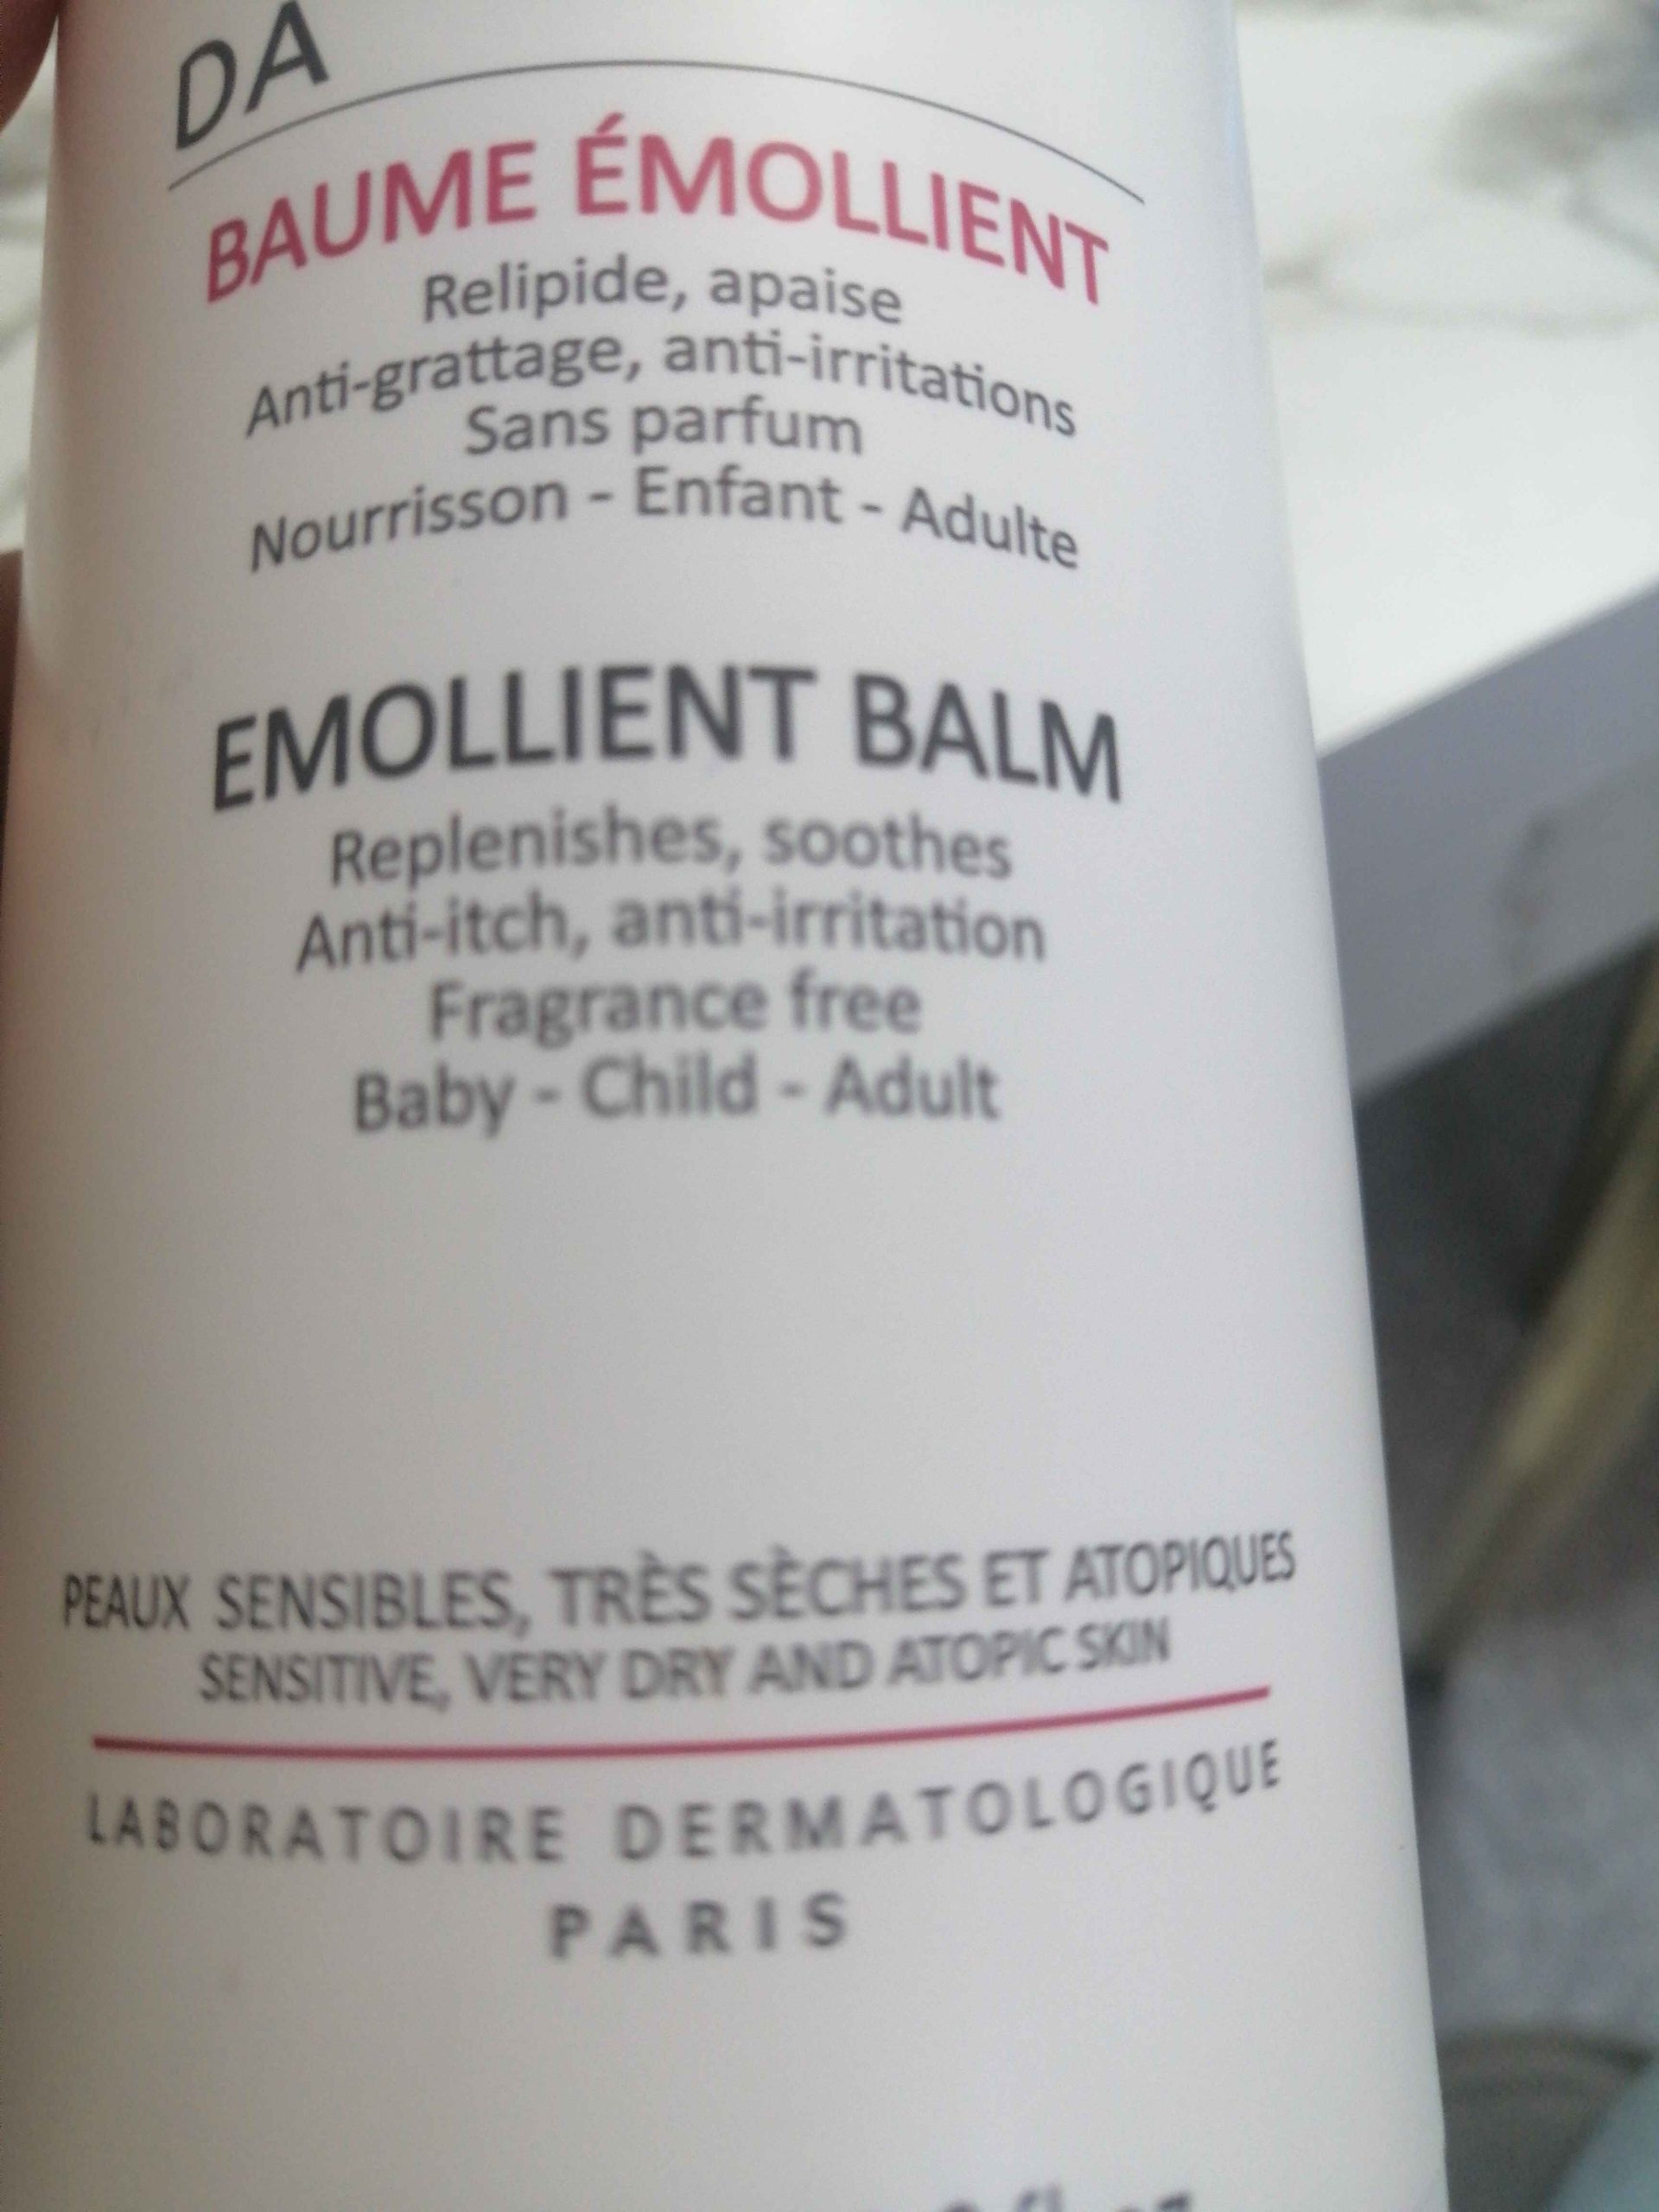 DA
BAUME ÉMOLLIENT
Relipide, apaise
Anti-grattage, anti-irritations
Sans parfum
Nourrisson - Enfant - Adulte
EMOLLIENT BALM
Replenishes, soothes
Anti-itch, anti-irritation
Fragrance free
Baby - Child - Adult
PEAUX SENSIBLES, TRÈS SÈCHES ET ATOPIQUES
SENSITIVE, VERY DRY AND ATOPIC SKIN
LABORATOIRE DERMATOLOGIQUE
PARIS